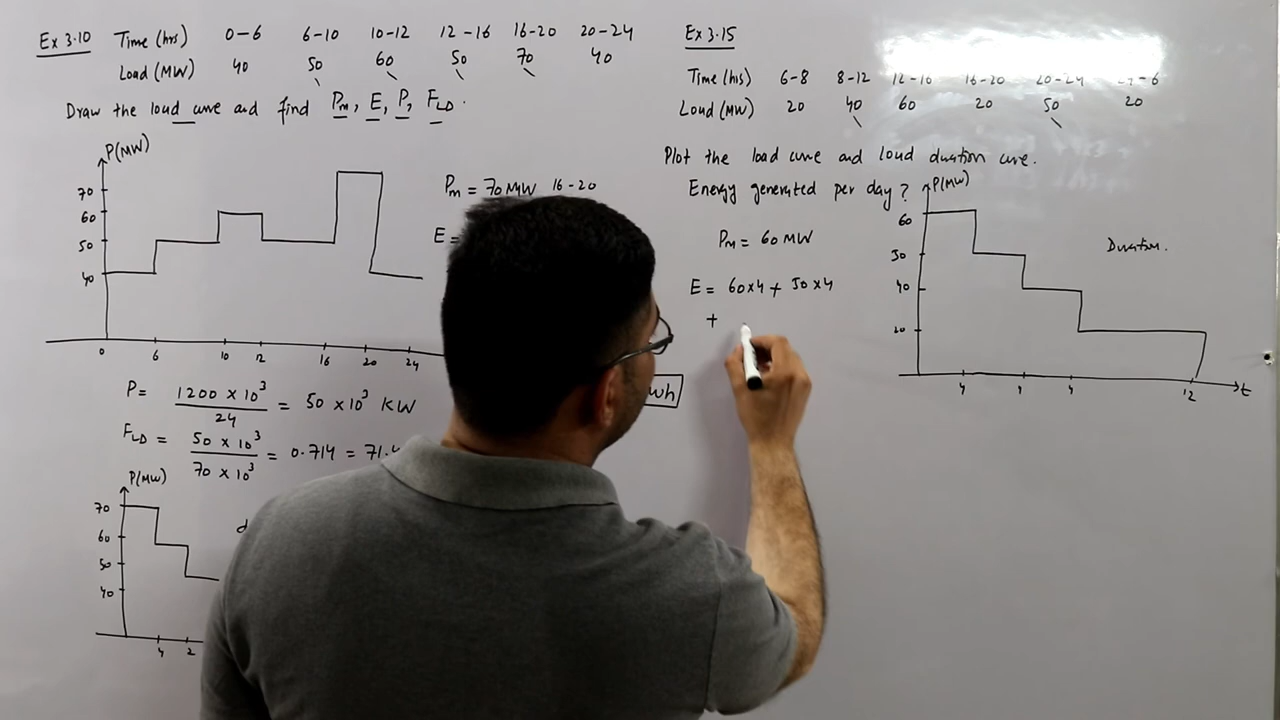 Ex 3.10 Time (hrs) 0-6 6-10 10-12 12-16 16-20 20-24
Load (MW) 40 50 60 50 70 40
Draw the load curve and find Pm, E, P, FLD.
P(MW)
70
60
50
40
0 6 10 12 16 20 24
Pm = 70 MW 16-20
E =
wh
P = 1200 x 10³ / 24 = 50 x 10³ KW
FLD = 50 x 10³ / 70 x 10³ = 0.714 = 71.4
P(MW)
70
60
50
40
4 2
d
Ex 3.15
Time (hrs) 6-8 8-12 12-16 16-20 20-24 24-6
Load (MW) 20 40 60 20 50 20
Plot the load curve and load duration curve.
Energy generated per day?
Pm = 60 MW
E = 60x4 + 50x4
+
P(MW)
60
50
40
20
Duration.
4 4 4 12 t